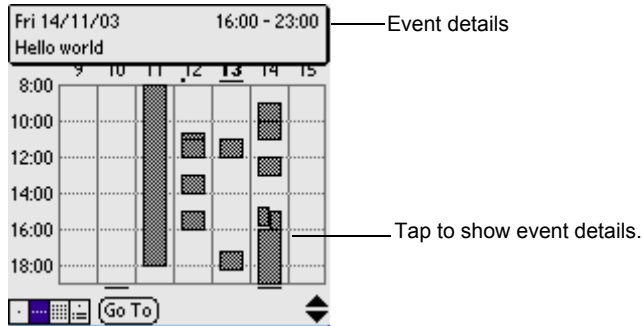 Fri 14/11/03 16:00 - 23:00
Event details
Hello world
9 10 11 .12 13 14 15
8:00
10:00
12:00
14:00
16:00
Tap to show event details.
18:00
Go To